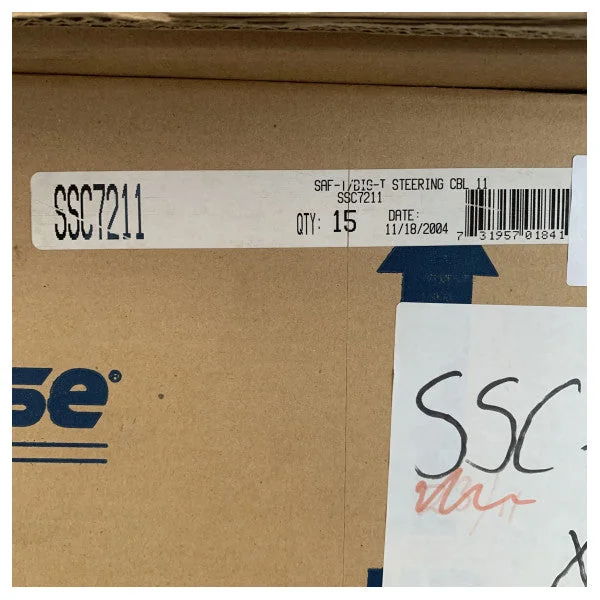 SAF-T/BIG-T STEERING CBL 11
SSC7211
SSC7211
QTY: 15
DATE:
11/18/2004
7 31957 01841
se®
SSC-
X